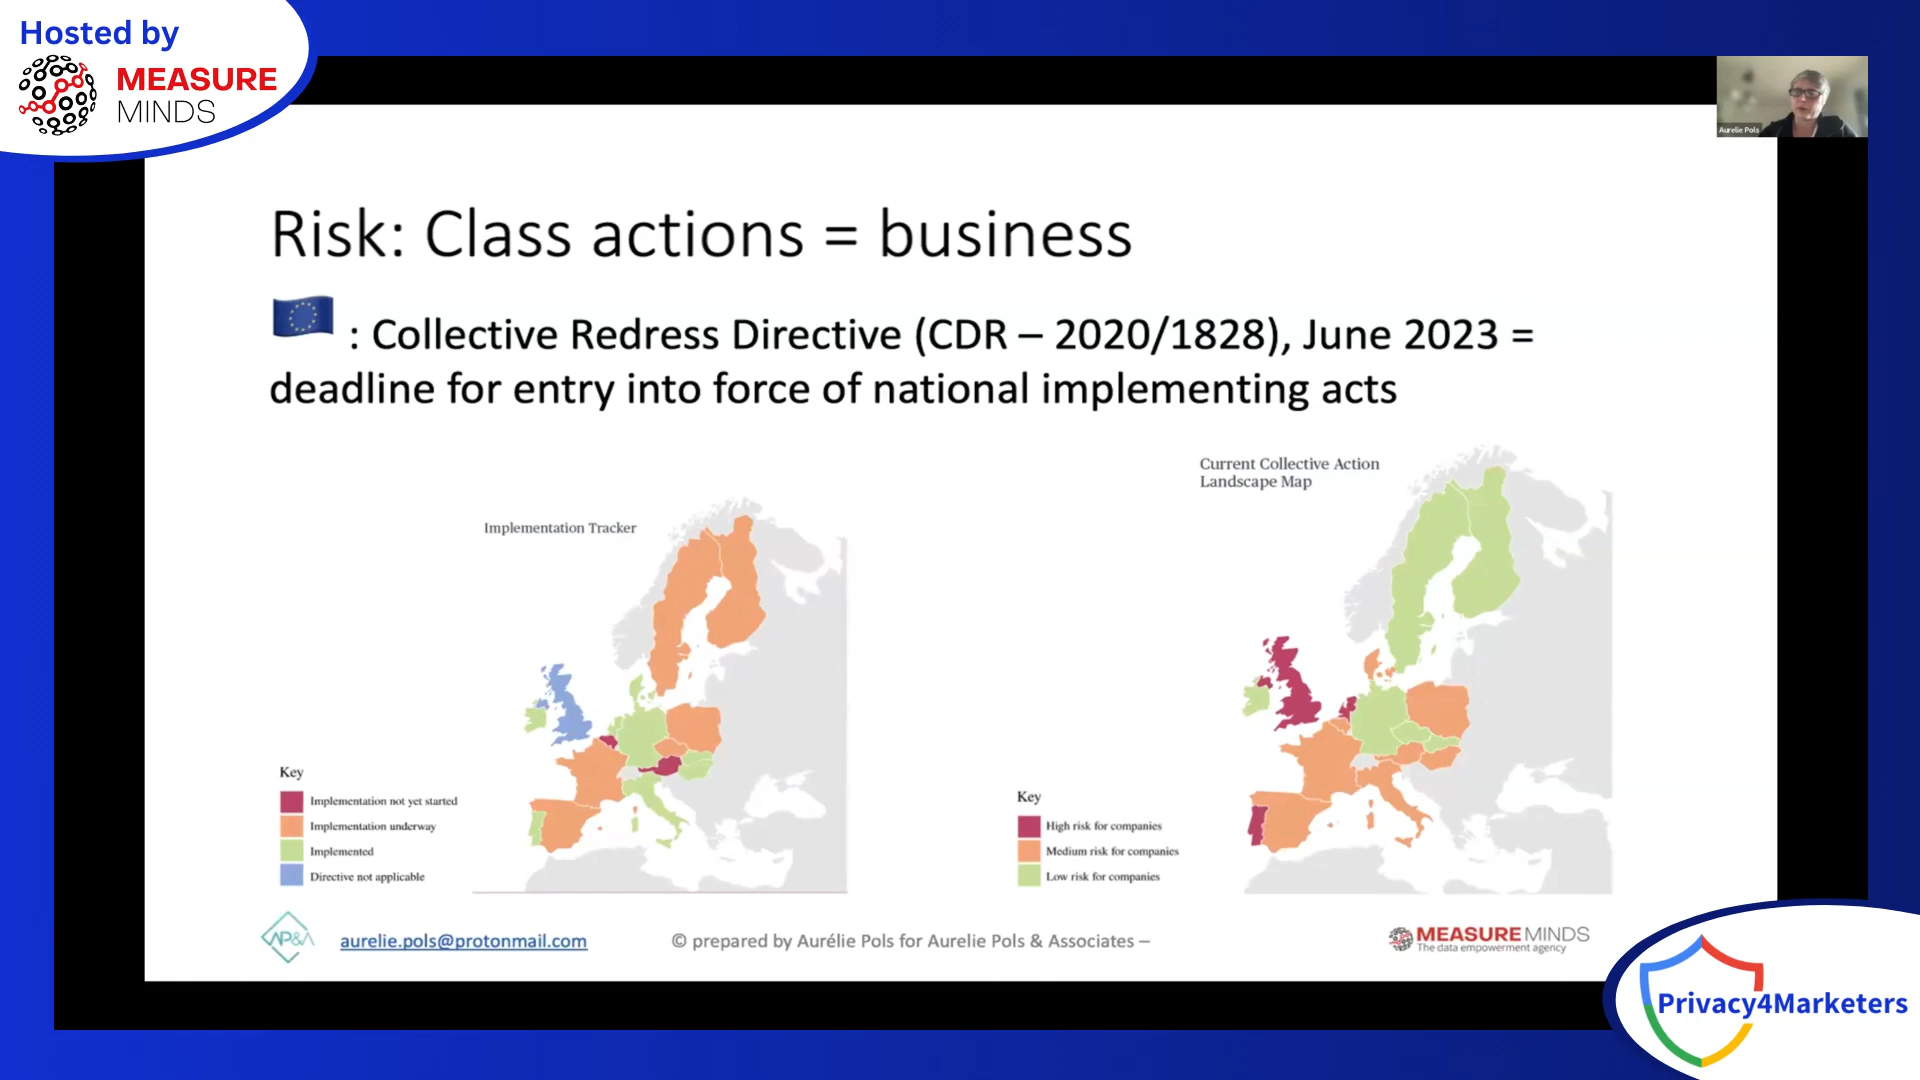 Hosted by
MEASURE
MINDS
Aurelie Pols
Risk: Class actions = business
: Collective Redress Directive (CDR – 2020/1828), June 2023 =
deadline for entry into force of national implementing acts
Implementation Tracker
Key
Implementation not yet started
Implementation underway
Implemented
Directive not applicable
Current Collective Action
Landscape Map
Key
High risk for companies
Medium risk for companies
Low risk for companies
AP&A
aurelie.pols@protonmail.com
© prepared by Aurélie Pols for Aurelie Pols & Associates –
MEASURE MINDS
The data empowerment agency
Privacy4Marketers